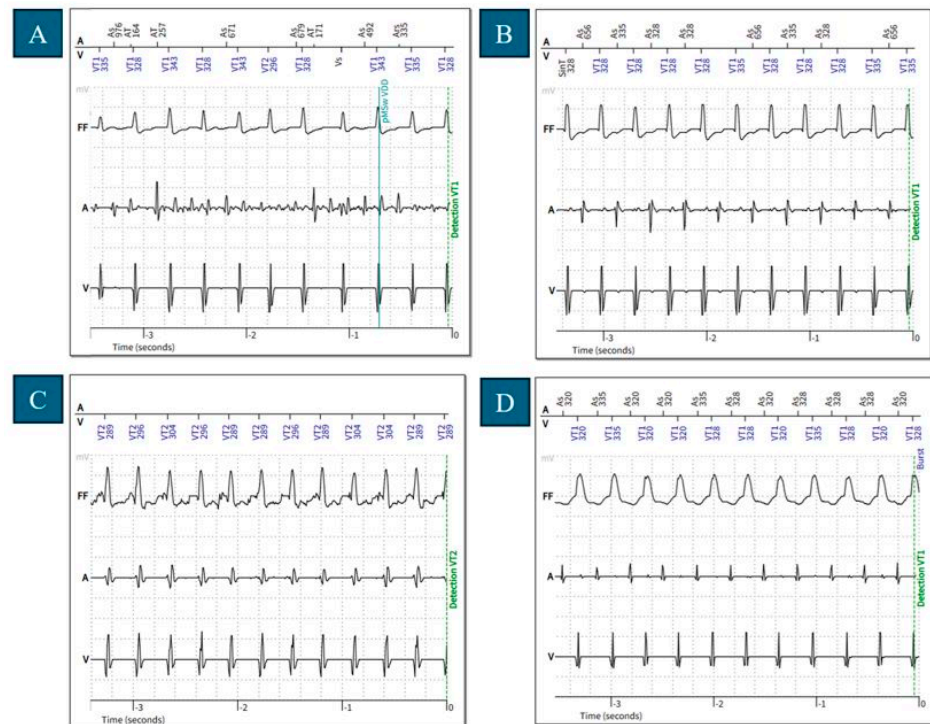 A
A
As 976
AT 164
AT 257
As 671
As 679
AT 171
As 492
Ars 335
V
VT1 335
VT1 328
VT1 343
VT1 328
VT1 343
VT2 296
VT1 328
Vs
VT1 343
VT1 335
VT1 328
mV
pMSw VDD
FF
A
Detection VT1
V
-3
-2
-1
0
Time (seconds)
B
A
As 656
As 335
As 328
As 328
As 656
As 335
As 328
As 656
V
SinT 328
VT1 328
VT1 328
VT1 328
VT1 328
VT1 335
VT1 328
VT1 328
VT1 328
VT1 335
VT1 335
mV
FF
A
Detection VT1
V
-3
-2
-1
0
Time (seconds)
C
A
V
VT2 289
VT2 296
VT2 304
VT2 296
VT2 289
VT2 289
VT2 296
VT2 289
VT2 304
VT2 304
VT2 289
VT2 289
mV
FF
A
Detection VT2
V
-3
-2
-1
0
Time (seconds)
D
A
As 320
As 335
As 320
As 320
As 335
As 328
As 320
As 328
As 328
As 328
As 320
V
VT1 320
VT1 335
VT1 320
VT1 320
VT1 328
VT1 328
VT1 320
VT1 335
VT1 328
VT1 320
VT1 328
Burst
mV
FF
A
Detection VT1
V
-3
-2
-1
0
Time (seconds)